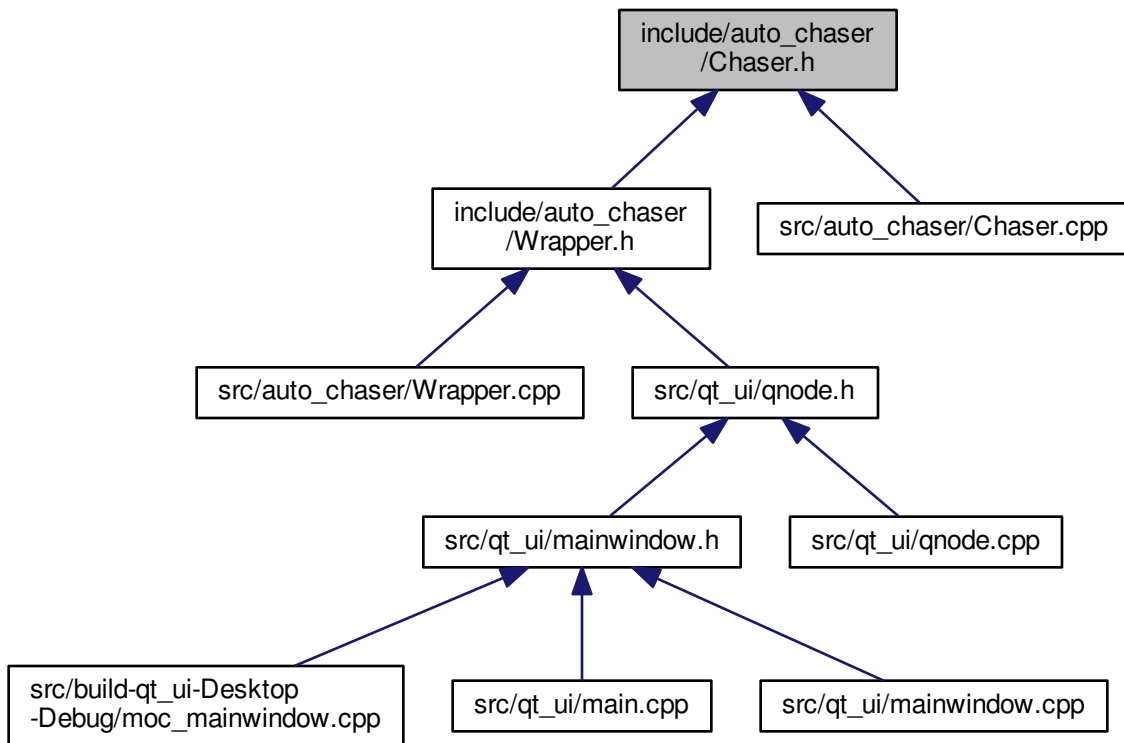 include/auto_chaser
/Chaser.h
include/auto_chaser
/Wrapper.h
src/auto_chaser/Chaser.cpp
src/auto_chaser/Wrapper.cpp
src/qt_ui/qnode.h
src/qt_ui/mainwindow.h
src/qt_ui/qnode.cpp
src/build-qt_ui-Desktop
-Debug/moc_mainwindow.cpp
src/qt_ui/main.cpp
src/qt_ui/mainwindow.cpp